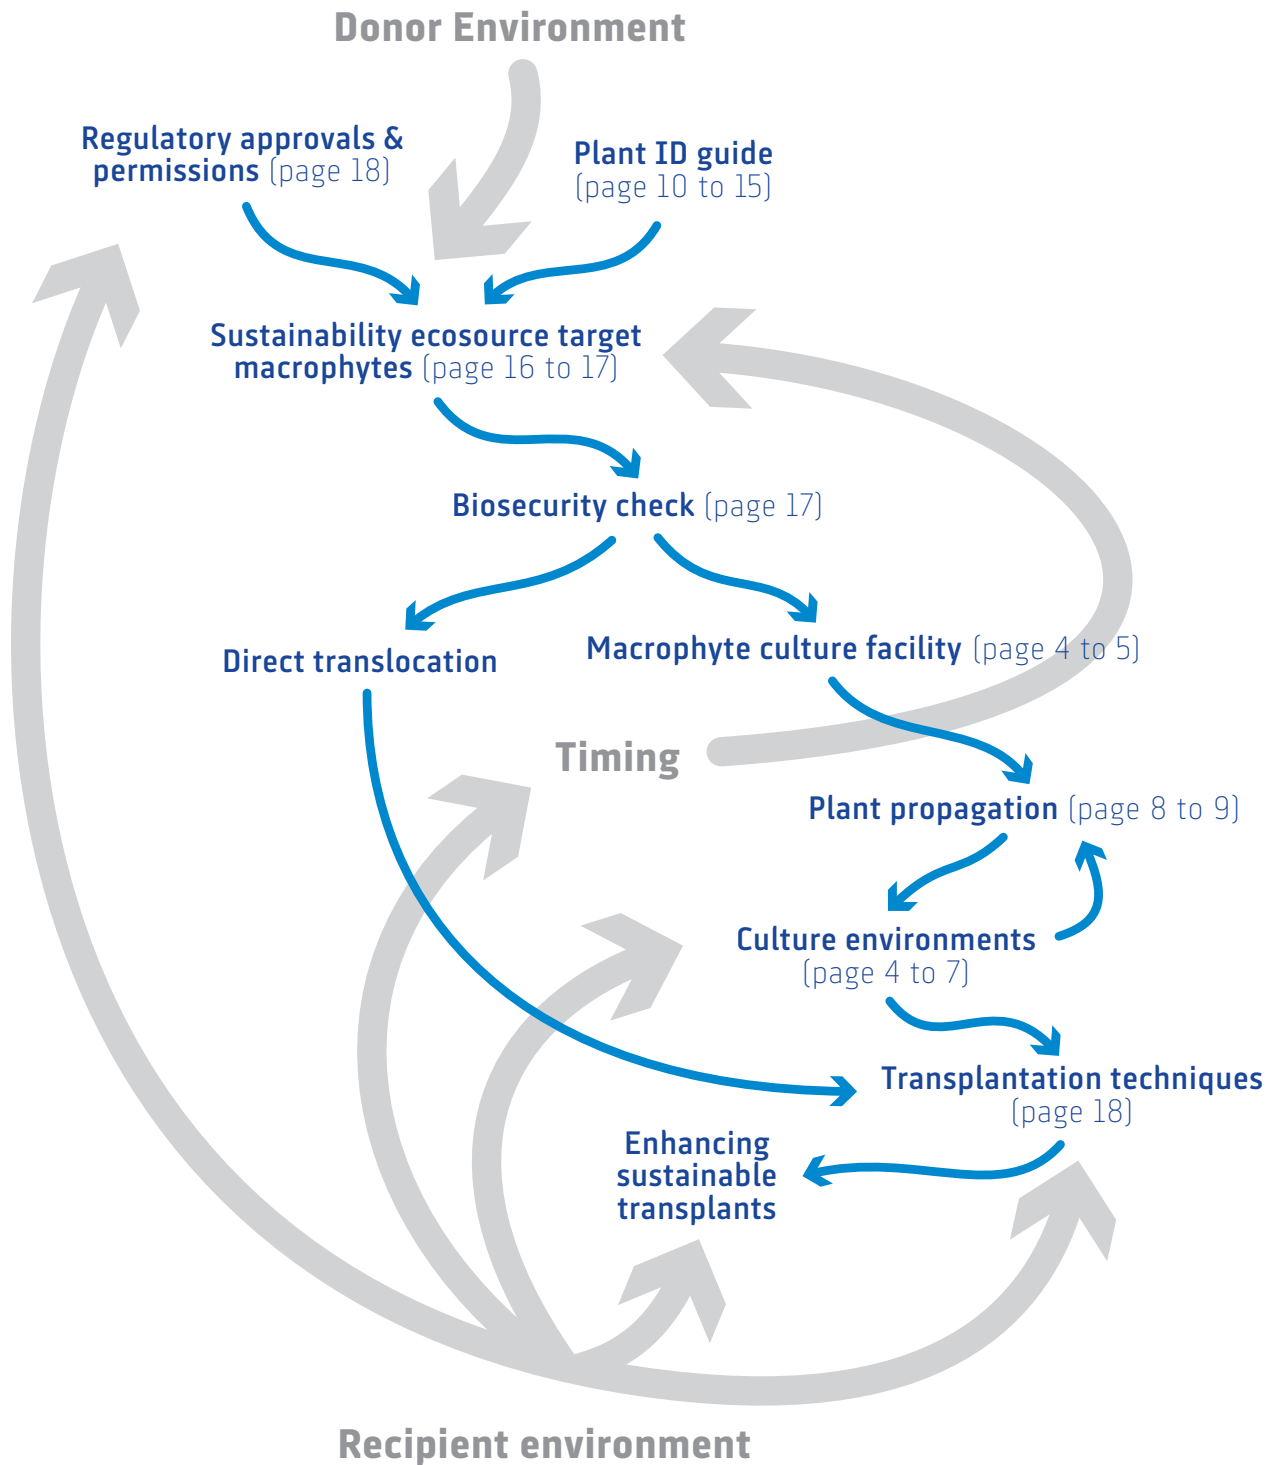 Donor Environment
Regulatory approvals &
permissions (page 18)
Plant ID guide
(page 10 to 15)
Sustainability ecosource target
macrophytes (page 16 to 17)
Biosecurity check (page 17)
Direct translocation
Macrophyte culture facility (page 4 to 5)
Timing
Plant propagation (page 8 to 9)
Culture environments
(page 4 to 7)
Transplantation techniques
(page 18)
Enhancing
sustainable
transplants
Recipient environment